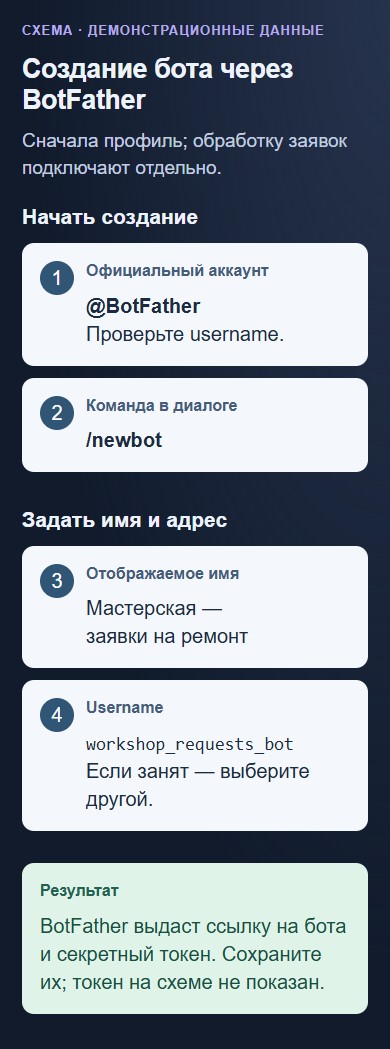 СХЕМА · ДЕМОНСТРАЦИОННЫЕ ДАННЫЕ
Создание бота через
BotFather
Сначала профиль; обработку заявок
подключают отдельно.
Начать создание
1
Официальный аккаунт
@BotFather
Проверьте username.
2
Команда в диалоге
/newbot
Задать имя и адрес
3
Отображаемое имя
Мастерская —
заявки на ремонт
4
Username
workshop_requests_bot
Если занят — выберите
другой.
Результат
BotFather выдаст ссылку на бота
и секретный токен. Сохраните
их; токен на схеме не показан.